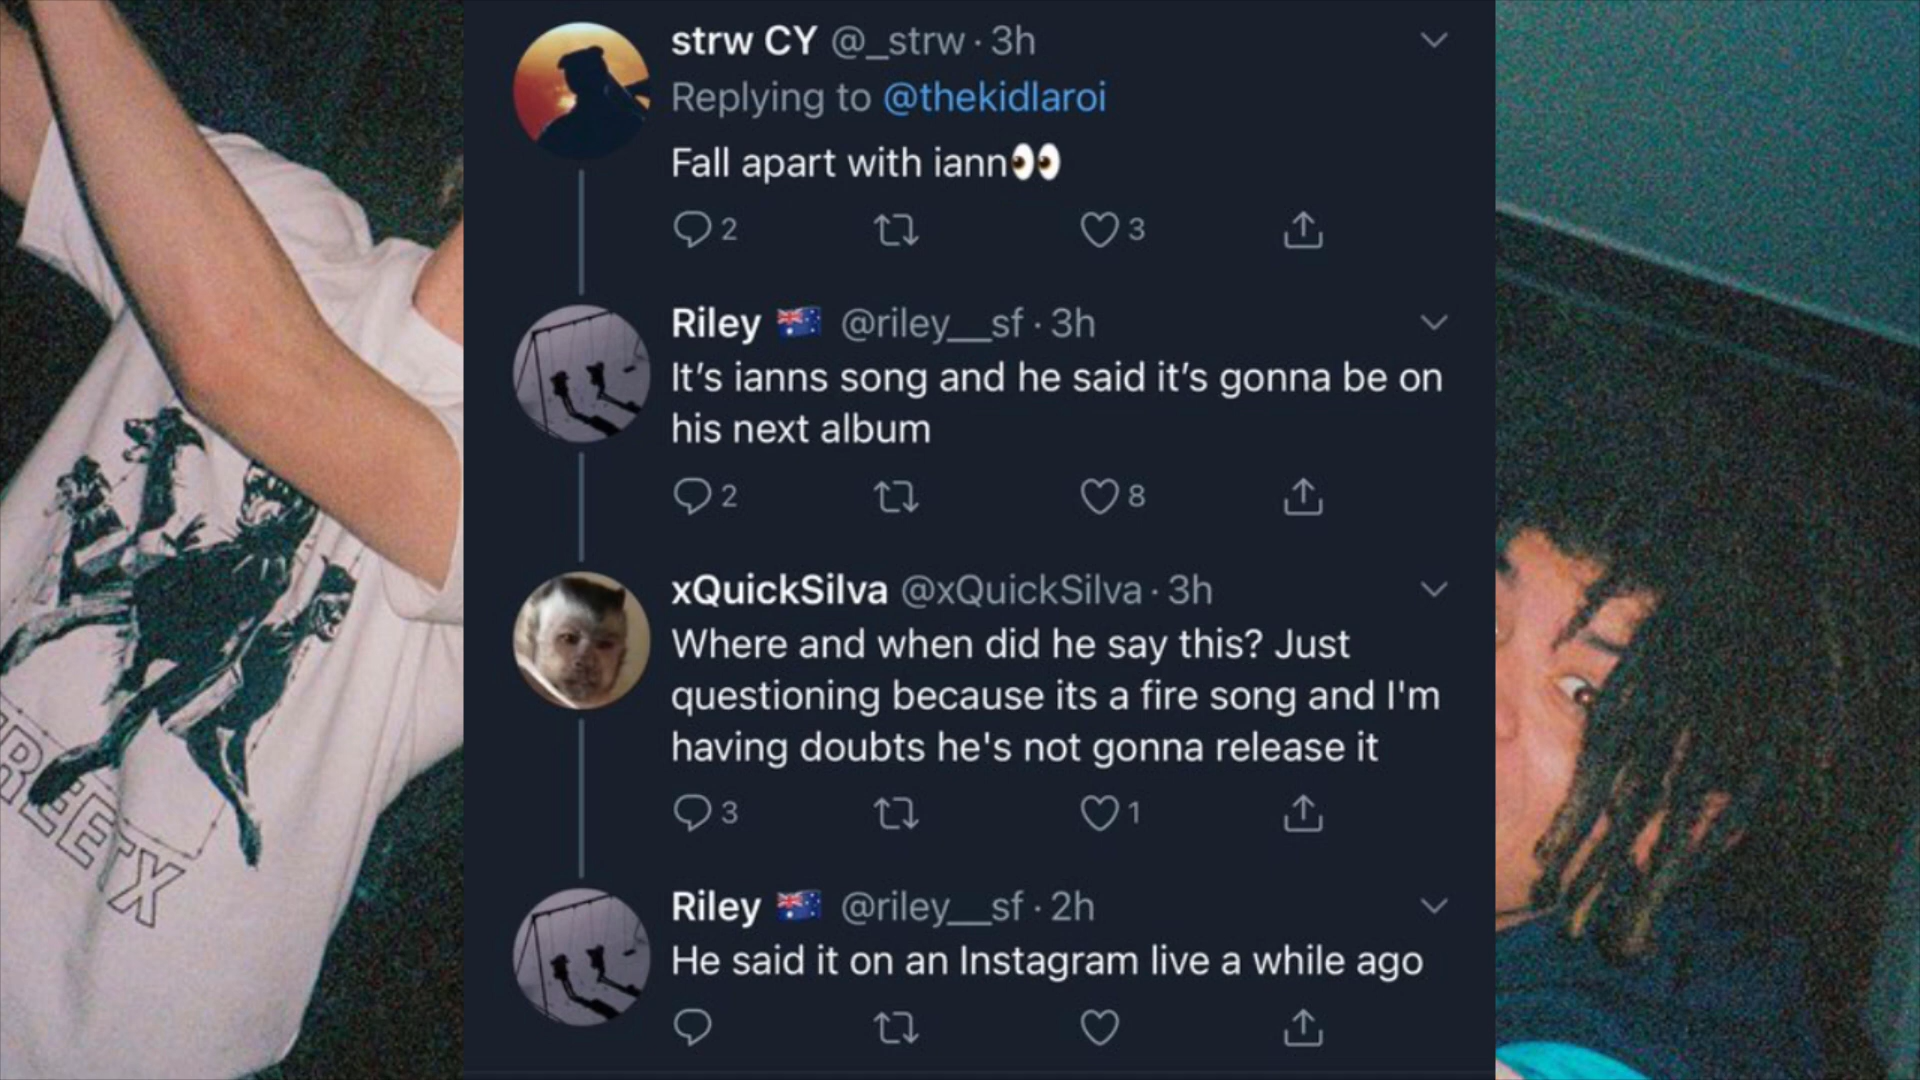 strw CY @_strw · 3h
Replying to @thekidlaroi
Fall apart with iann👀
2 3
Riley 🇦🇺 @riley__sf · 3h
It’s ianns song and he said it’s gonna be on
his next album
2 8
xQuickSilva @xQuickSilva · 3h
Where and when did he say this? Just
questioning because its a fire song and I'm
having doubts he's not gonna release it
3 1
Riley 🇦🇺 @riley__sf · 2h
He said it on an Instagram live a while ago
REETX